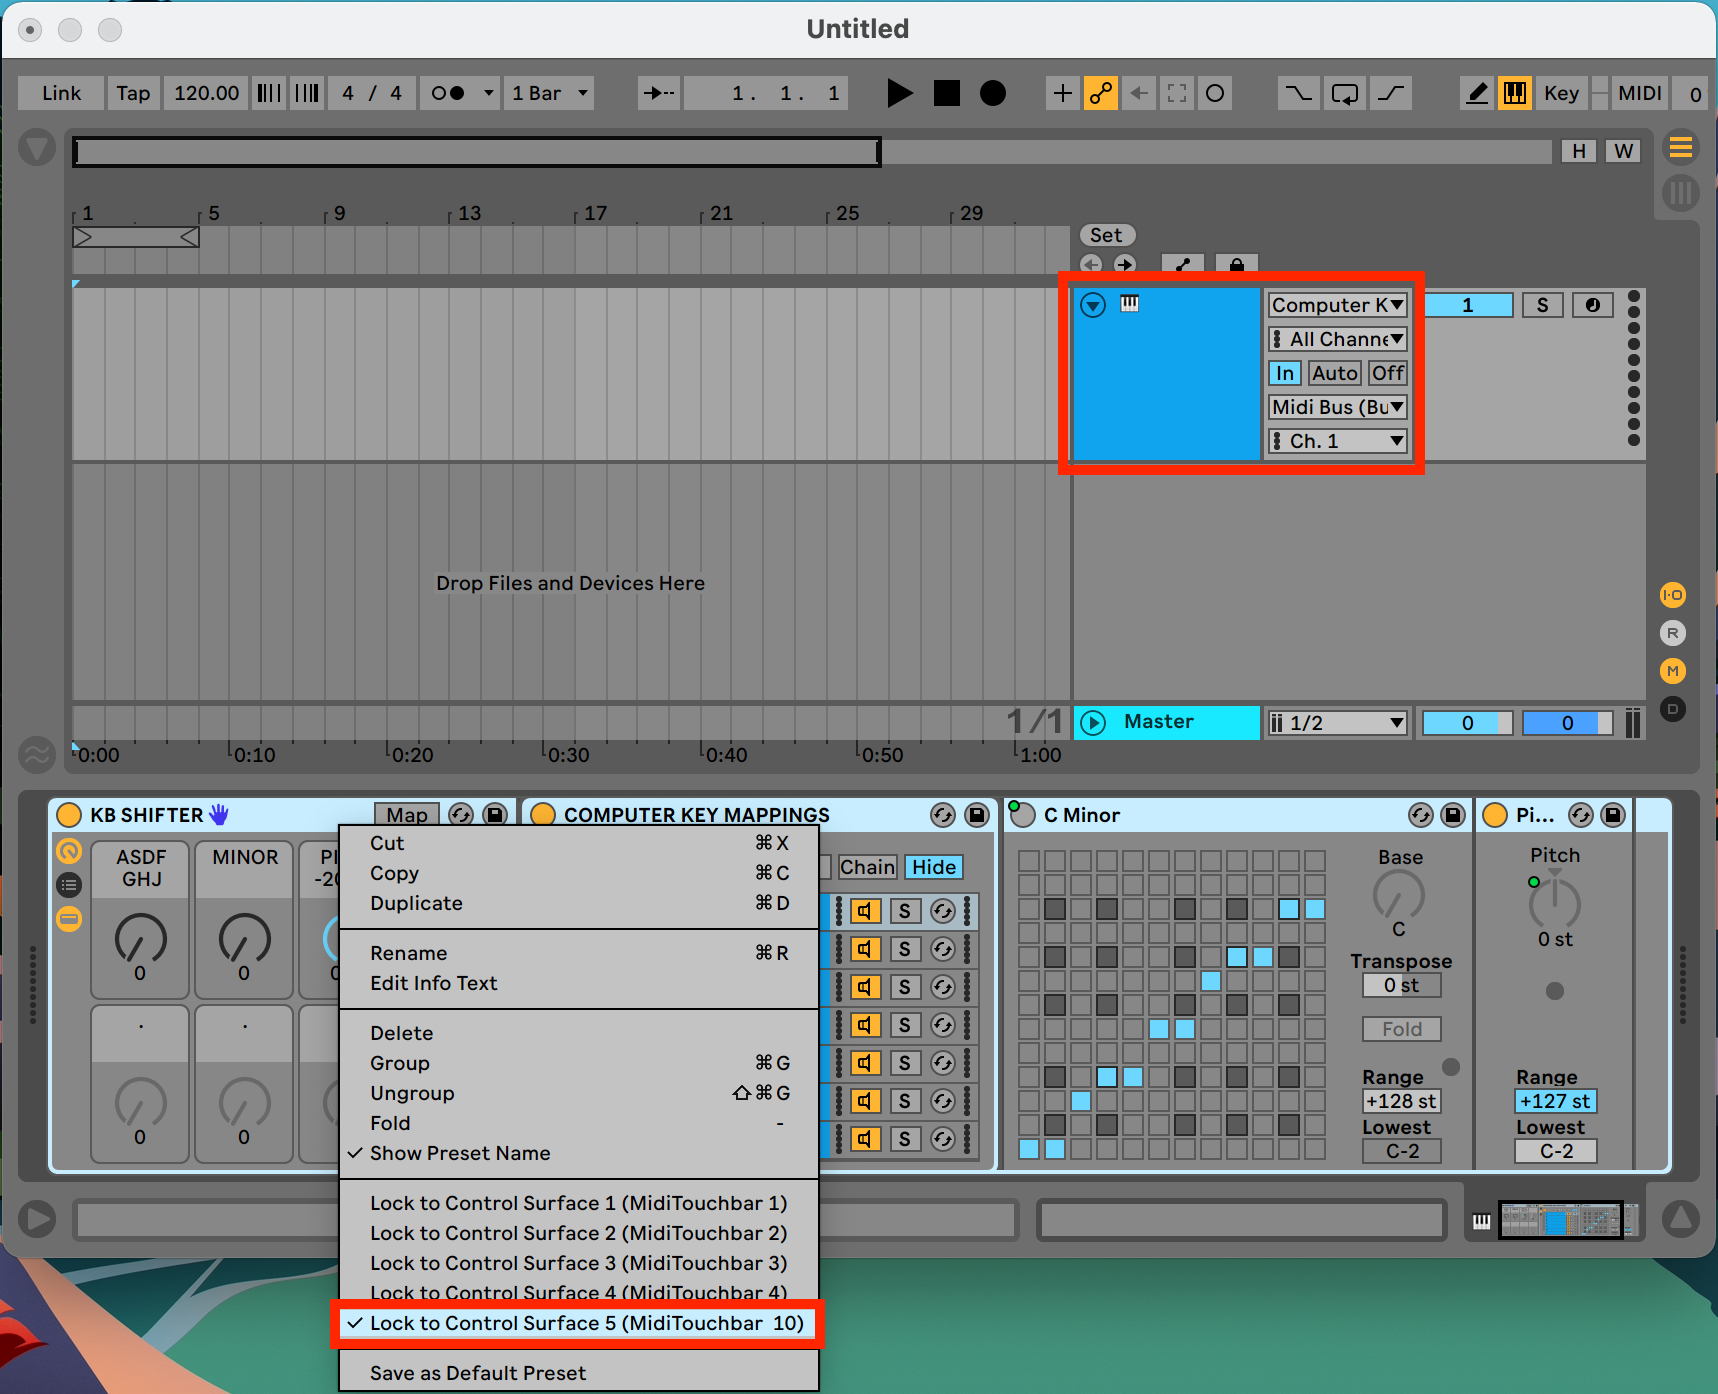 Untitled
Link Tap 120.00 4 / 4 1 Bar 1. 1. 1 Key MIDI 0
H W
1 5 9 13 17 21 25 29
Set
Computer K 1 S
All Channe
In Auto Off
Midi Bus (Bu
Ch. 1
Drop Files and Devices Here
I·O
R
M
D
1/1 Master 1/2 0 0
0:00 0:10 0:20 0:30 0:40 0:50 1:00
KB SHIFTER Map COMPUTER KEY MAPPINGS C Minor Pi...
ASDF
GHJ
MINOR
PI
-20
0 0 0
. .
0 0
Cut ⌘X
Copy ⌘C
Duplicate ⌘D
Rename ⌘R
Edit Info Text
Delete
Group ⌘G
Ungroup ⇧⌘G
Fold -
✓ Show Preset Name
Lock to Control Surface 1 (MidiTouchbar 1)
Lock to Control Surface 2 (MidiTouchbar 2)
Lock to Control Surface 3 (MidiTouchbar 3)
Lock to Control Surface 4 (MidiTouchbar 4)
✓ Lock to Control Surface 5 (MidiTouchbar 10)
Save as Default Preset
Chain Hide
S
S
S
S
S
S
S
Base
C
Transpose
0 st
Fold
Range
+128 st
Lowest
C-2
Pitch
0 st
Range
+127 st
Lowest
C-2